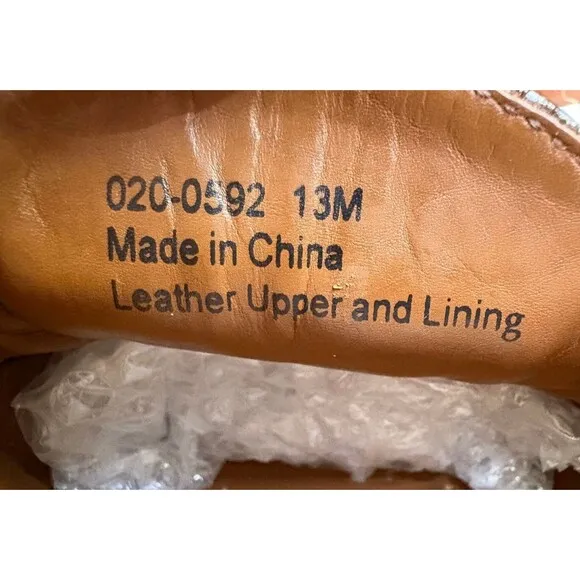 020-0592 13M
Made in China
Leather Upper and Lining